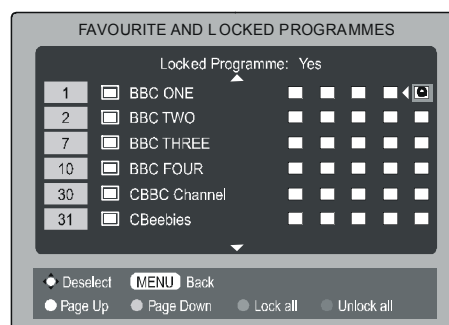 FAVOURITE AND LOCKED PROGRAMMES
Locked Programme: Yes
1 BBC ONE
2 BBC TWO
7 BBC THREE
10 BBC FOUR
30 CBBC Channel
31 CBeebies
Deselect MENU Back
Page Up Page Down Lock all Unlock all